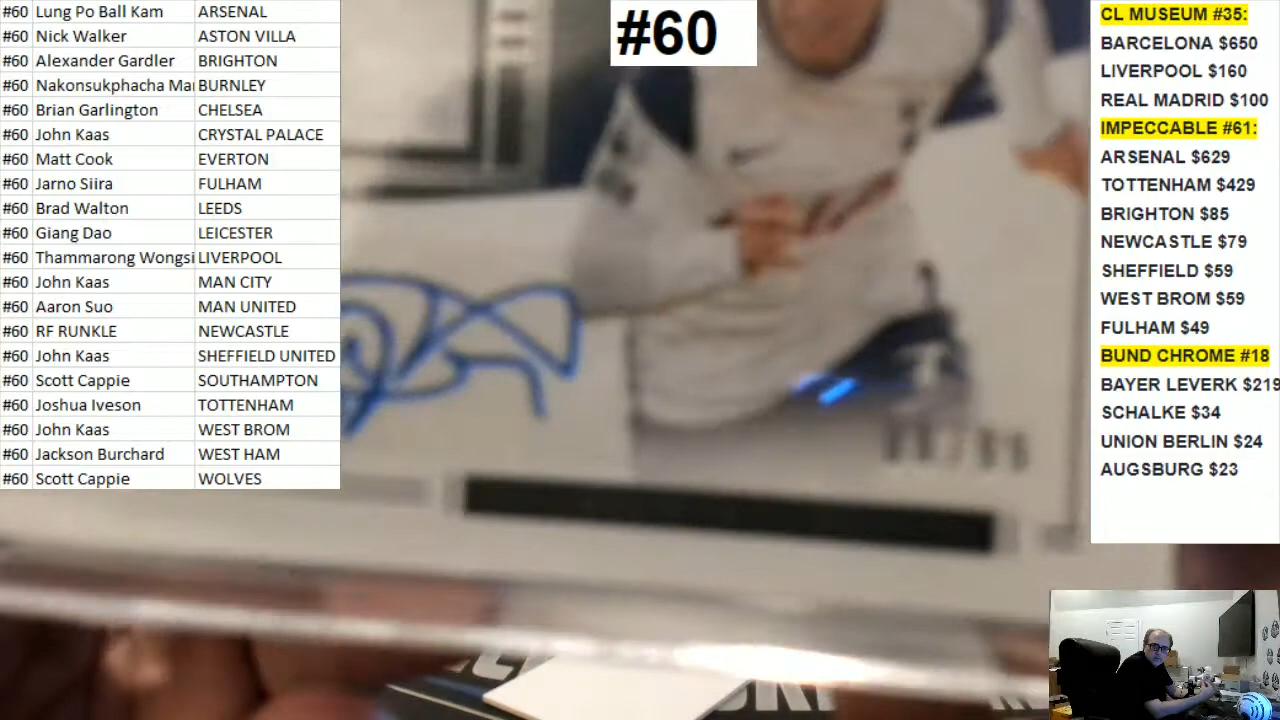 #60 Lung Po Ball Kam ARSENAL
#60 Nick Walker ASTON VILLA
#60 Alexander Gardler BRIGHTON
#60 Nakonsukphacha Mai BURNLEY
#60 Brian Garlington CHELSEA
#60 John Kaas CRYSTAL PALACE
#60 Matt Cook EVERTON
#60 Jarno Siira FULHAM
#60 Brad Walton LEEDS
#60 Giang Dao LEICESTER
#60 Thammarong Wongsi LIVERPOOL
#60 John Kaas MAN CITY
#60 Aaron Suo MAN UNITED
#60 RF RUNKLE NEWCASTLE
#60 John Kaas SHEFFIELD UNITED
#60 Scott Cappie SOUTHAMPTON
#60 Joshua Iveson TOTTENHAM
#60 John Kaas WEST BROM
#60 Jackson Burchard WEST HAM
#60 Scott Cappie WOLVES
#60
CL MUSEUM #35:
BARCELONA $650
LIVERPOOL $160
REAL MADRID $100
IMPECCABLE #61:
ARSENAL $629
TOTTENHAM $429
BRIGHTON $85
NEWCASTLE $79
SHEFFIELD $59
WEST BROM $59
FULHAM $49
BUND CHROME #18
BAYER LEVERK $219
SCHALKE $34
UNION BERLIN $24
AUGSBURG $23